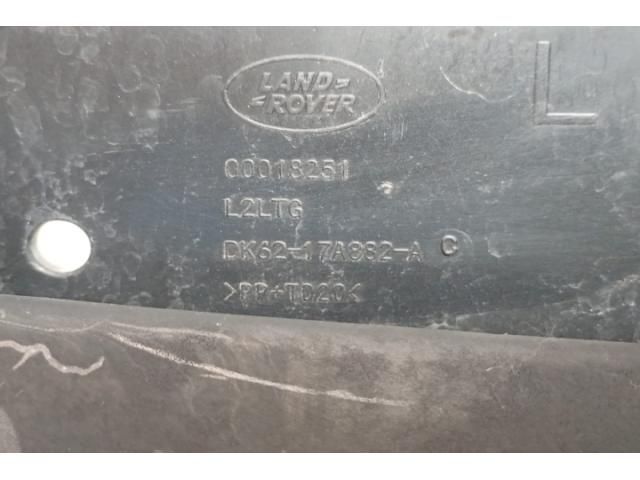 LAND
ROVER
L
00018251
L2LTG
DK62-17A882-A C
>PP+TD20<